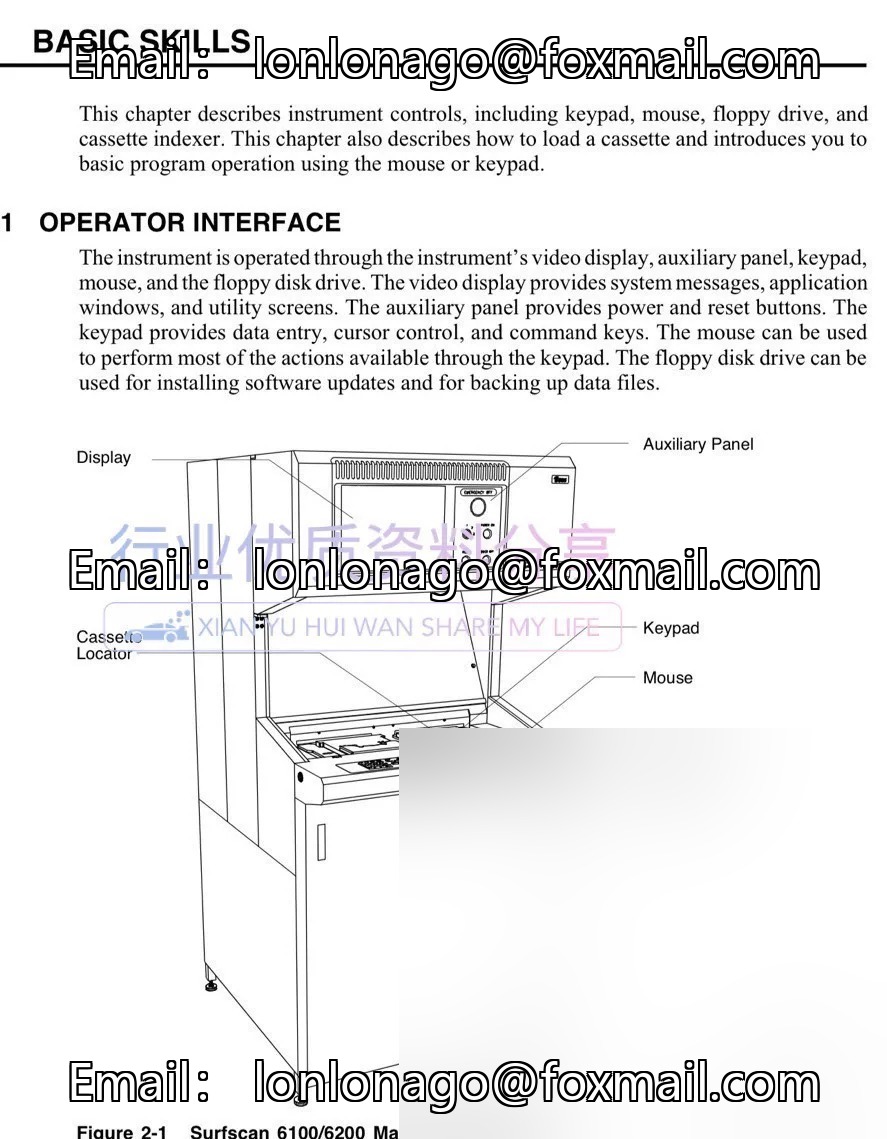 BASIC SKILLS
Email： lonlonago@foxmail.com
This chapter describes instrument controls, including keypad, mouse, floppy drive, and
cassette indexer. This chapter also describes how to load a cassette and introduces you to
basic program operation using the mouse or keypad.
1 OPERATOR INTERFACE
The instrument is operated through the instrument's video display, auxiliary panel, keypad,
mouse, and the floppy disk drive. The video display provides system messages, application
windows, and utility screens. The auxiliary panel provides power and reset buttons. The
keypad provides data entry, cursor control, and command keys. The mouse can be used
to perform most of the actions available through the keypad. The floppy disk drive can be
used for installing software updates and for backing up data files.
Auxiliary Panel
Display
EMERGENCY OFF
行业优质资料分享
Email： lonlonago@foxmail.com
XIAN YU HUI WAN SHARE MY LIFE
Cassette
Locator
Keypad
Mouse
Email： lonlonago@foxmail.com
Figure 2-1 Surfscan 6100/6200 Ma